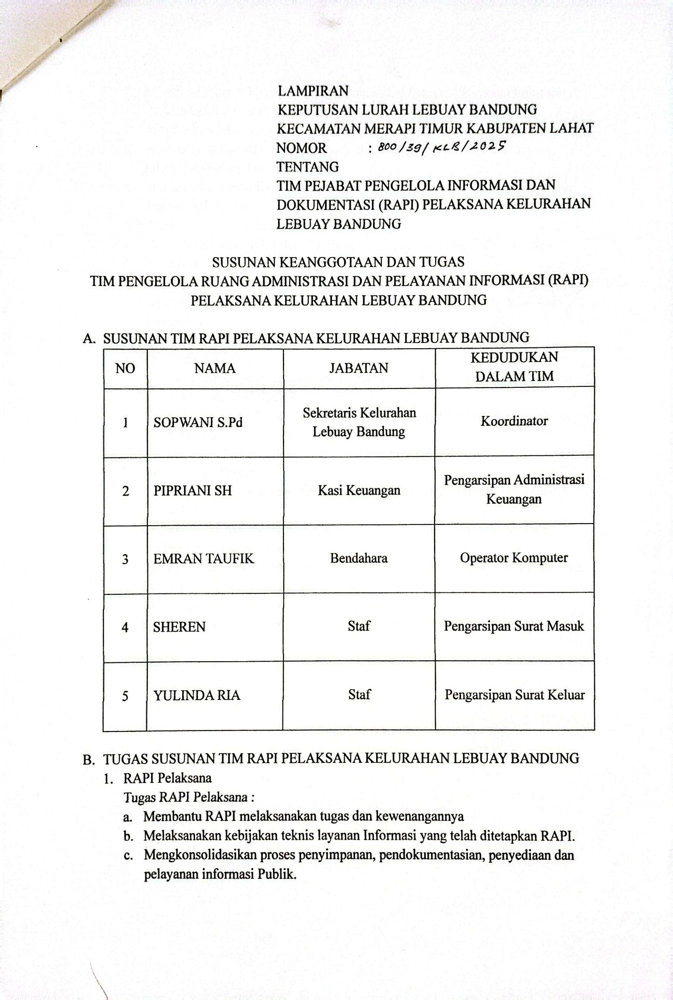 LAMPIRAN
KEPUTUSAN LURAH LEBUAY BANDUNG
KECAMATAN MERAPI TIMUR KABUPATEN LAHAT
NOMOR : 800/39/KLB/2025
TENTANG
TIM PEJABAT PENGELOLA INFORMASI DAN
DOKUMENTASI (RAPI) PELAKSANA KELURAHAN
LEBUAY BANDUNG
SUSUNAN KEANGGOTAAN DAN TUGAS
TIM PENGELOLA RUANG ADMINISTRASI DAN PELAYANAN INFORMASI (RAPI)
PELAKSANA KELURAHAN LEBUAY BANDUNG
A. SUSUNAN TIM RAPI PELAKSANA KELURAHAN LEBUAY BANDUNG
NO NAMA JABATAN KEDUDUKAN
DALAM TIM
1 SOPWANI S.Pd Sekretaris Kelurahan
Lebuay Bandung Koordinator
2 PIPRIANI SH Kasi Keuangan Pengarsipan Administrasi
Keuangan
3 EMRAN TAUFIK Bendahara Operator Komputer
4 SHEREN Staf Pengarsipan Surat Masuk
5 YULINDA RIA Staf Pengarsipan Surat Keluar
B. TUGAS SUSUNAN TIM RAPI PELAKSANA KELURAHAN LEBUAY BANDUNG
1. RAPI Pelaksana
Tugas RAPI Pelaksana :
a. Membantu RAPI melaksanakan tugas dan kewenangannya
b. Melaksanakan kebijakan teknis layanan Informasi yang telah ditetapkan RAPI.
c. Mengkonsolidasikan proses penyimpanan, pendokumentasian, penyediaan dan
pelayanan informasi Publik.